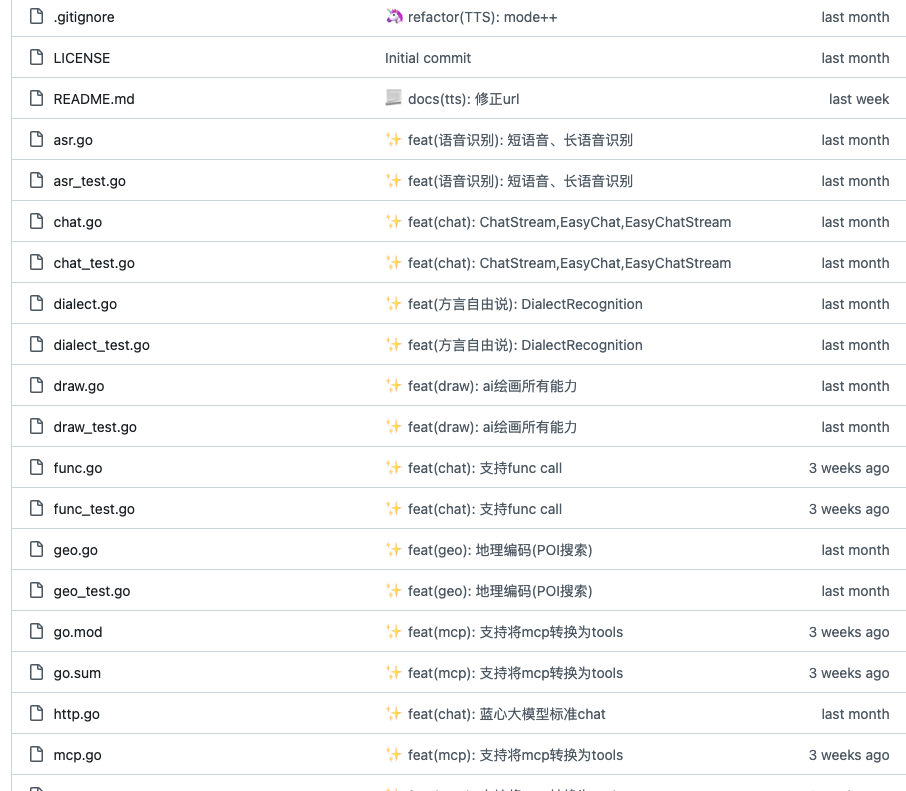 .gitignore 🦄 refactor(TTS): mode++ last month
LICENSE Initial commit last month
README.md 📃 docs(tts): 修正url last week
asr.go ✨ feat(语音识别): 短语音、长语音识别 last month
asr_test.go ✨ feat(语音识别): 短语音、长语音识别 last month
chat.go ✨ feat(chat): ChatStream,EasyChat,EasyChatStream last month
chat_test.go ✨ feat(chat): ChatStream,EasyChat,EasyChatStream last month
dialect.go ✨ feat(方言自由说): DialectRecognition last month
dialect_test.go ✨ feat(方言自由说): DialectRecognition last month
draw.go ✨ feat(draw): ai绘画所有能力 last month
draw_test.go ✨ feat(draw): ai绘画所有能力 last month
func.go ✨ feat(chat): 支持func call 3 weeks ago
func_test.go ✨ feat(chat): 支持func call 3 weeks ago
geo.go ✨ feat(geo): 地理编码(POI搜索) last month
geo_test.go ✨ feat(geo): 地理编码(POI搜索) last month
go.mod ✨ feat(mcp): 支持将mcp转换为tools 3 weeks ago
go.sum ✨ feat(mcp): 支持将mcp转换为tools 3 weeks ago
http.go ✨ feat(chat): 蓝心大模型标准chat last month
mcp.go ✨ feat(mcp): 支持将mcp转换为tools 3 weeks ago